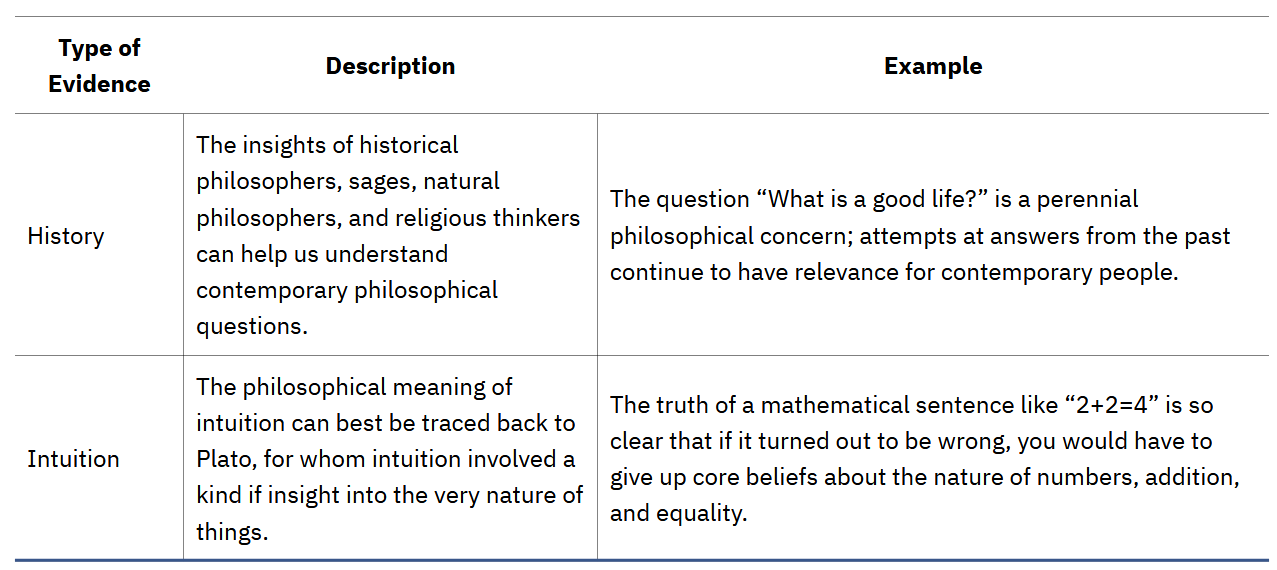 Type of
Evidence
Description
Example
History
The insights of historical
philosophers, sages, natural
philosophers, and religious thinkers
can help us understand
contemporary philosophical
questions.
The question “What is a good life?” is a perennial
philosophical concern; attempts at answers from the past
continue to have relevance for contemporary people.
Intuition
The philosophical meaning of
intuition can best be traced back to
Plato, for whom intuition involved a
kind if insight into the very nature of
things.
The truth of a mathematical sentence like “2+2=4” is so
clear that if it turned out to be wrong, you would have to
give up core beliefs about the nature of numbers, addition,
and equality.